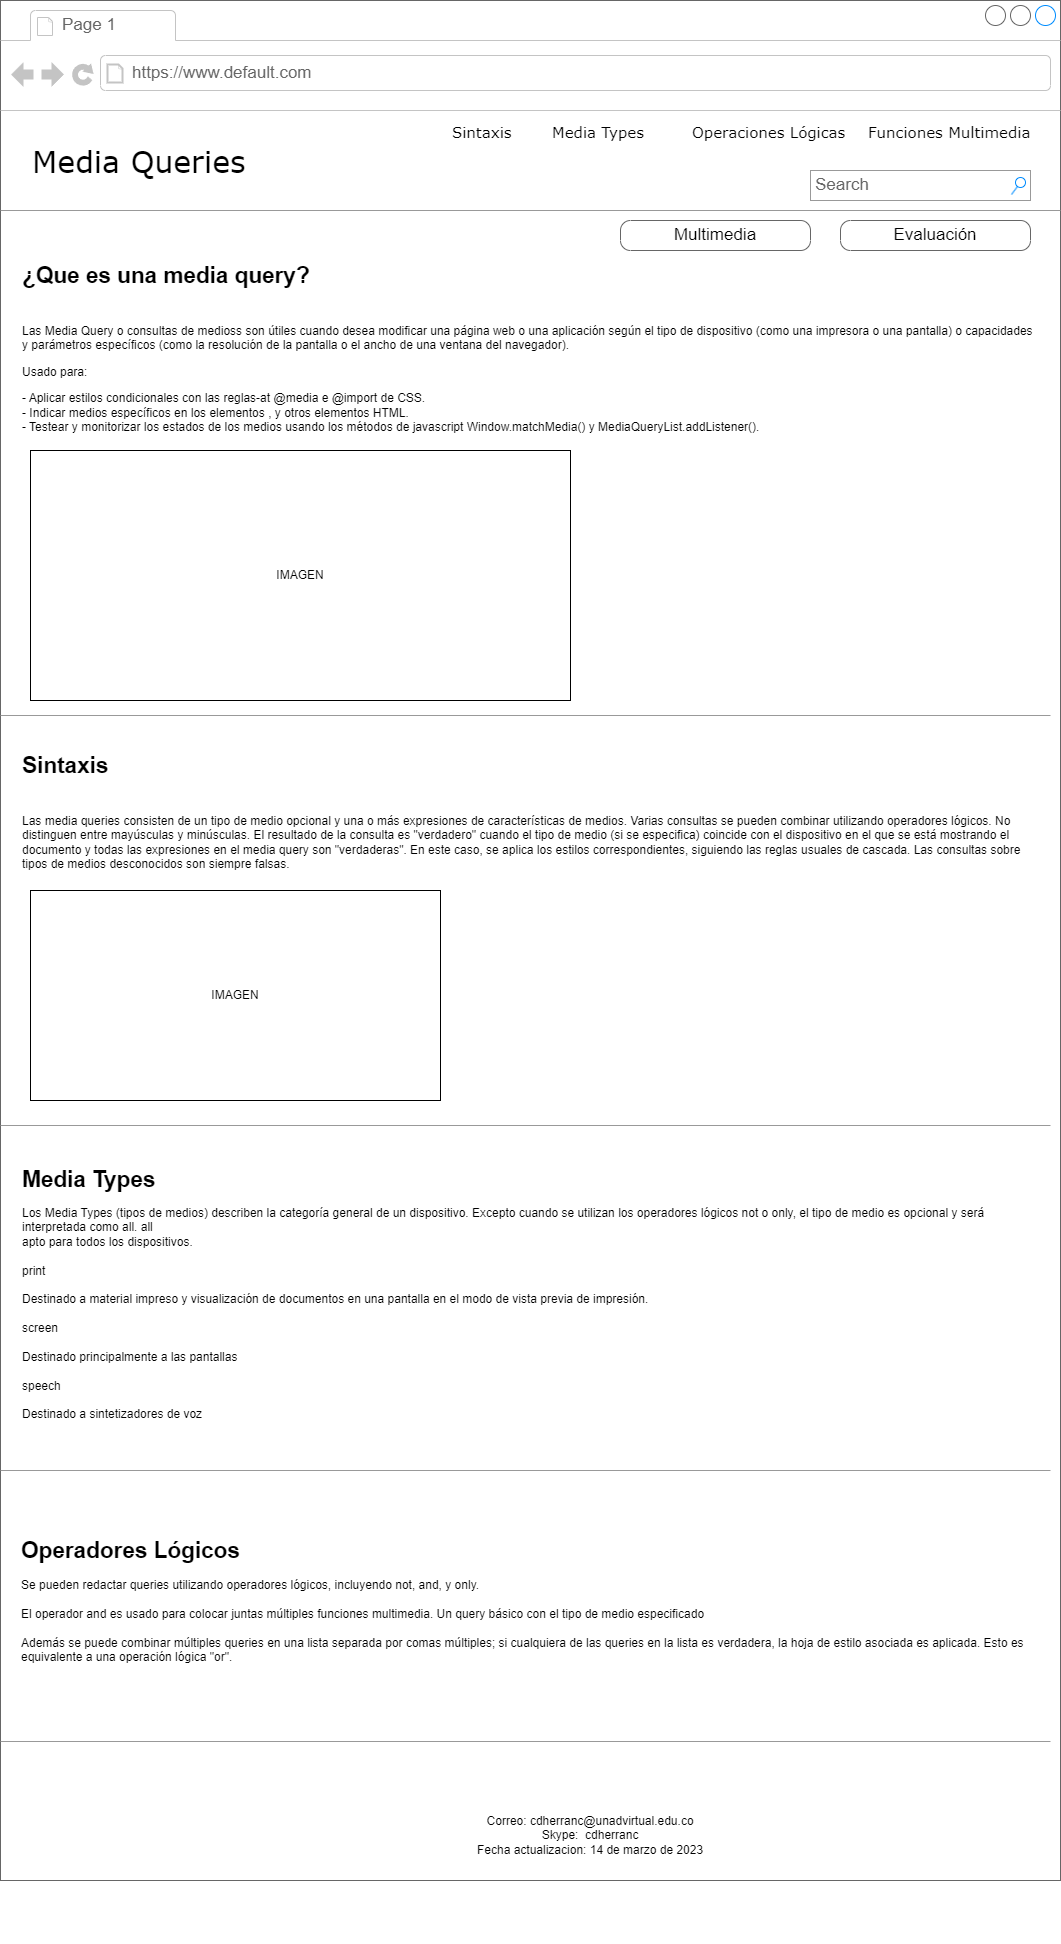 Page 1
https://www.default.com
Sintaxis
Media Types
Operaciones Lógicas
Funciones Multimedia
Media Queries
Search
Multimedia
Evaluación
¿Que es una media query?
Las Media Query o consultas de medioss son útiles cuando desea modificar una página web o una aplicación según el tipo de dispositivo (como una impresora o una pantalla) o capacidades
y parámetros específicos (como la resolución de la pantalla o el ancho de una ventana del navegador).
Usado para:
- Aplicar estilos condicionales con las reglas-at @media e @import de CSS.
- Indicar medios específicos en los elementos , y otros elementos HTML.
- Testear y monitorizar los estados de los medios usando los métodos de javascript Window.matchMedia() y MediaQueryList.addListener().
IMAGEN
Sintaxis
Las media queries consisten de un tipo de medio opcional y una o más expresiones de características de medios. Varias consultas se pueden combinar utilizando operadores lógicos. No
distinguen entre mayúsculas y minúsculas. El resultado de la consulta es "verdadero" cuando el tipo de medio (si se especifica) coincide con el dispositivo en el que se está mostrando el
documento y todas las expresiones en el media query son "verdaderas". En este caso, se aplica los estilos correspondientes, siguiendo las reglas usuales de cascada. Las consultas sobre
tipos de medios desconocidos son siempre falsas.
IMAGEN
Media Types
Los Media Types (tipos de medios) describen la categoría general de un dispositivo. Excepto cuando se utilizan los operadores lógicos not o only, el tipo de medio es opcional y será
interpretada como all. all
apto para todos los dispositivos.
print
Destinado a material impreso y visualización de documentos en una pantalla en el modo de vista previa de impresión.
screen
Destinado principalmente a las pantallas
speech
Destinado a sintetizadores de voz
Operadores Lógicos
Se pueden redactar queries utilizando operadores lógicos, incluyendo not, and, y only.
El operador and es usado para colocar juntas múltiples funciones multimedia. Un query básico con el tipo de medio especificado
Además se puede combinar múltiples queries en una lista separada por comas múltiples; si cualquiera de las queries en la lista es verdadera, la hoja de estilo asociada es aplicada. Esto es
equivalente a una operación lógica "or".
Correo: cdherranc@unadvirtual.edu.co
Skype:  cdherranc
Fecha actualizacion: 14 de marzo de 2023